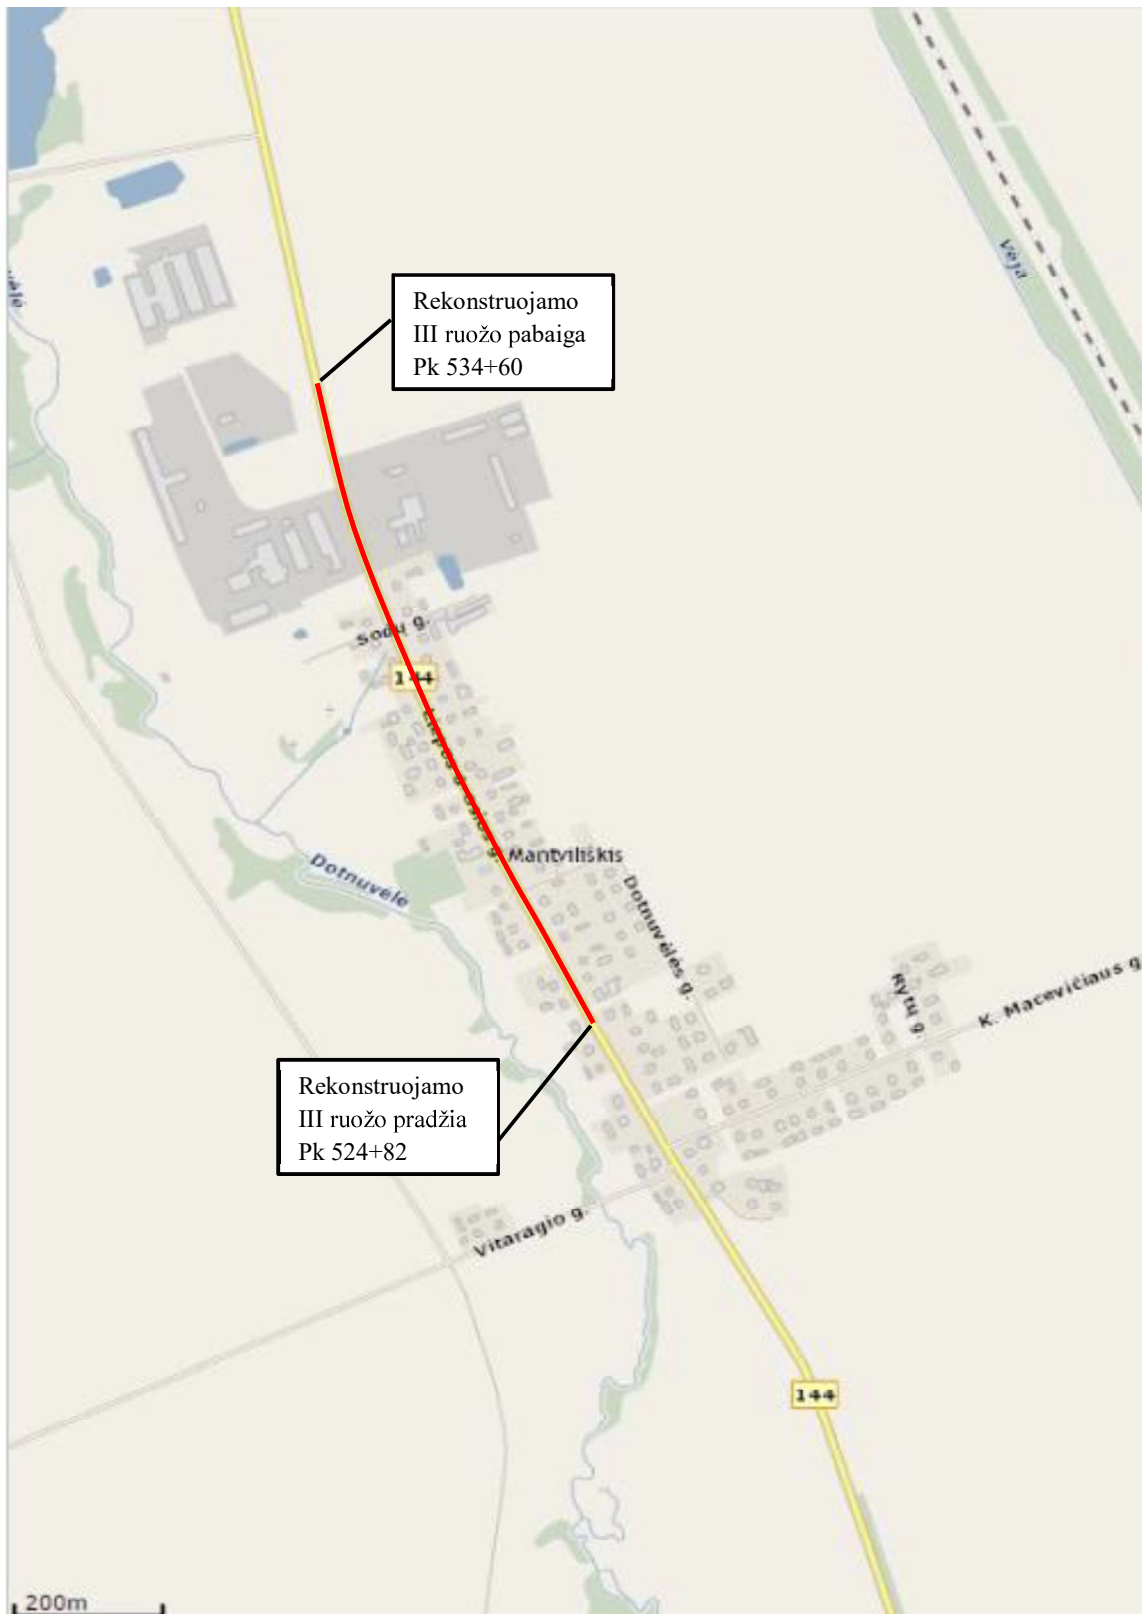 Vėja
vėlė
Rekonstruojamo
III ruožo pabaiga
Pk 534+60
Sodų g.
144
Mantviliškis
Dotnuvėlė
Dotnuvėlės g.
Rytų g.
K. Macevičiaus g.
Rekonstruojamo
III ruožo pradžia
Pk 524+82
Vitaragio g.
144
200m